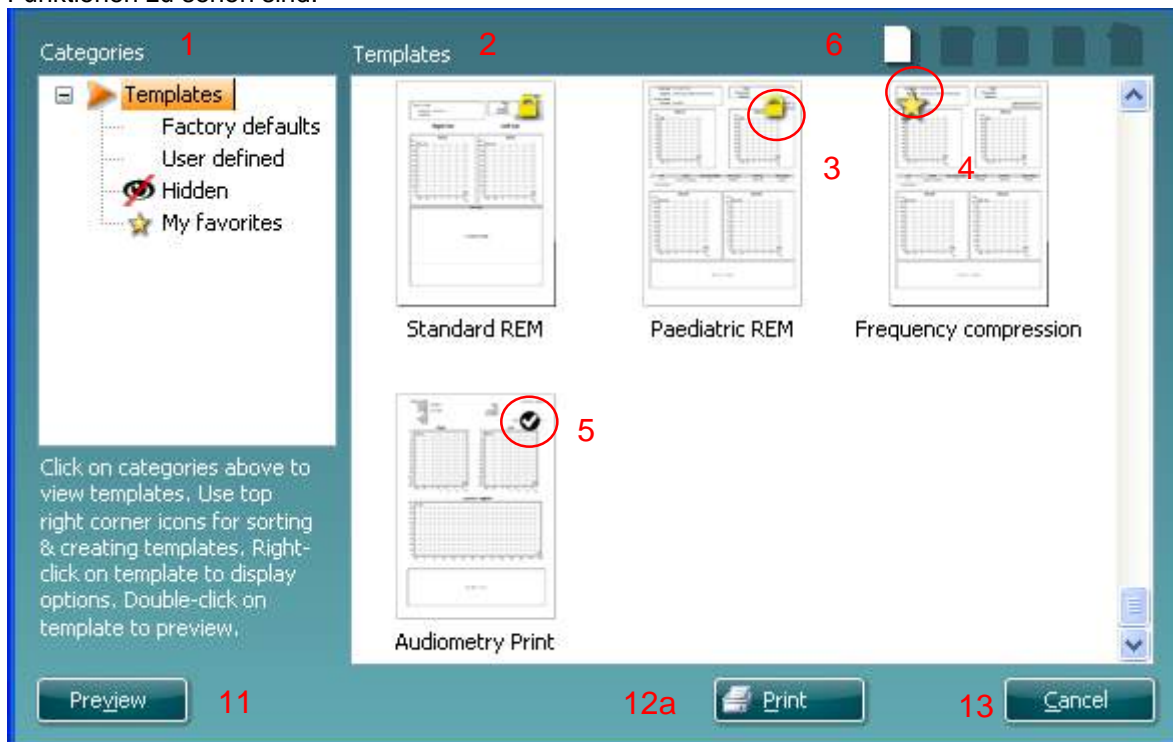 Funktionen zu sehen sind.
Categories 1
Templates 2
6
Templates
Factory defaults
User defined
Hidden
My favorites
3
4
Standard REM
Paediatric REM
Frequency compression
5
Audiometry Print
Click on categories above to
view templates. Use top
right corner icons for sorting
& creating templates. Right-
click on template to display
options. Double-click on
template to preview.
Preview 11
12a Print
13 Cancel